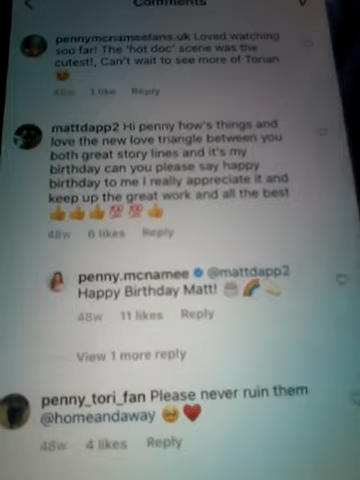 Comments
pennymcnameefans.uk Loved watching
soo far! The 'hot doc' scene was the
cutest!, Can't wait to see more of Torian
48w 1 like Reply
mattdapp2 Hi penny how's things and
love the new love triangle between you
both great story lines and it's my
birthday can you please say happy
birthday to me I really appreciate it and
keep up the great work and all the best
👍👍👍💯💯👍
48w 6 likes Reply
penny.mcnamee @mattdapp2
Happy Birthday Matt! 🎂🌈💫
48w 11 likes Reply
View 1 more reply
penny_tori_fan Please never ruin them
@homeandaway 🥺❤️
48w 4 likes Reply